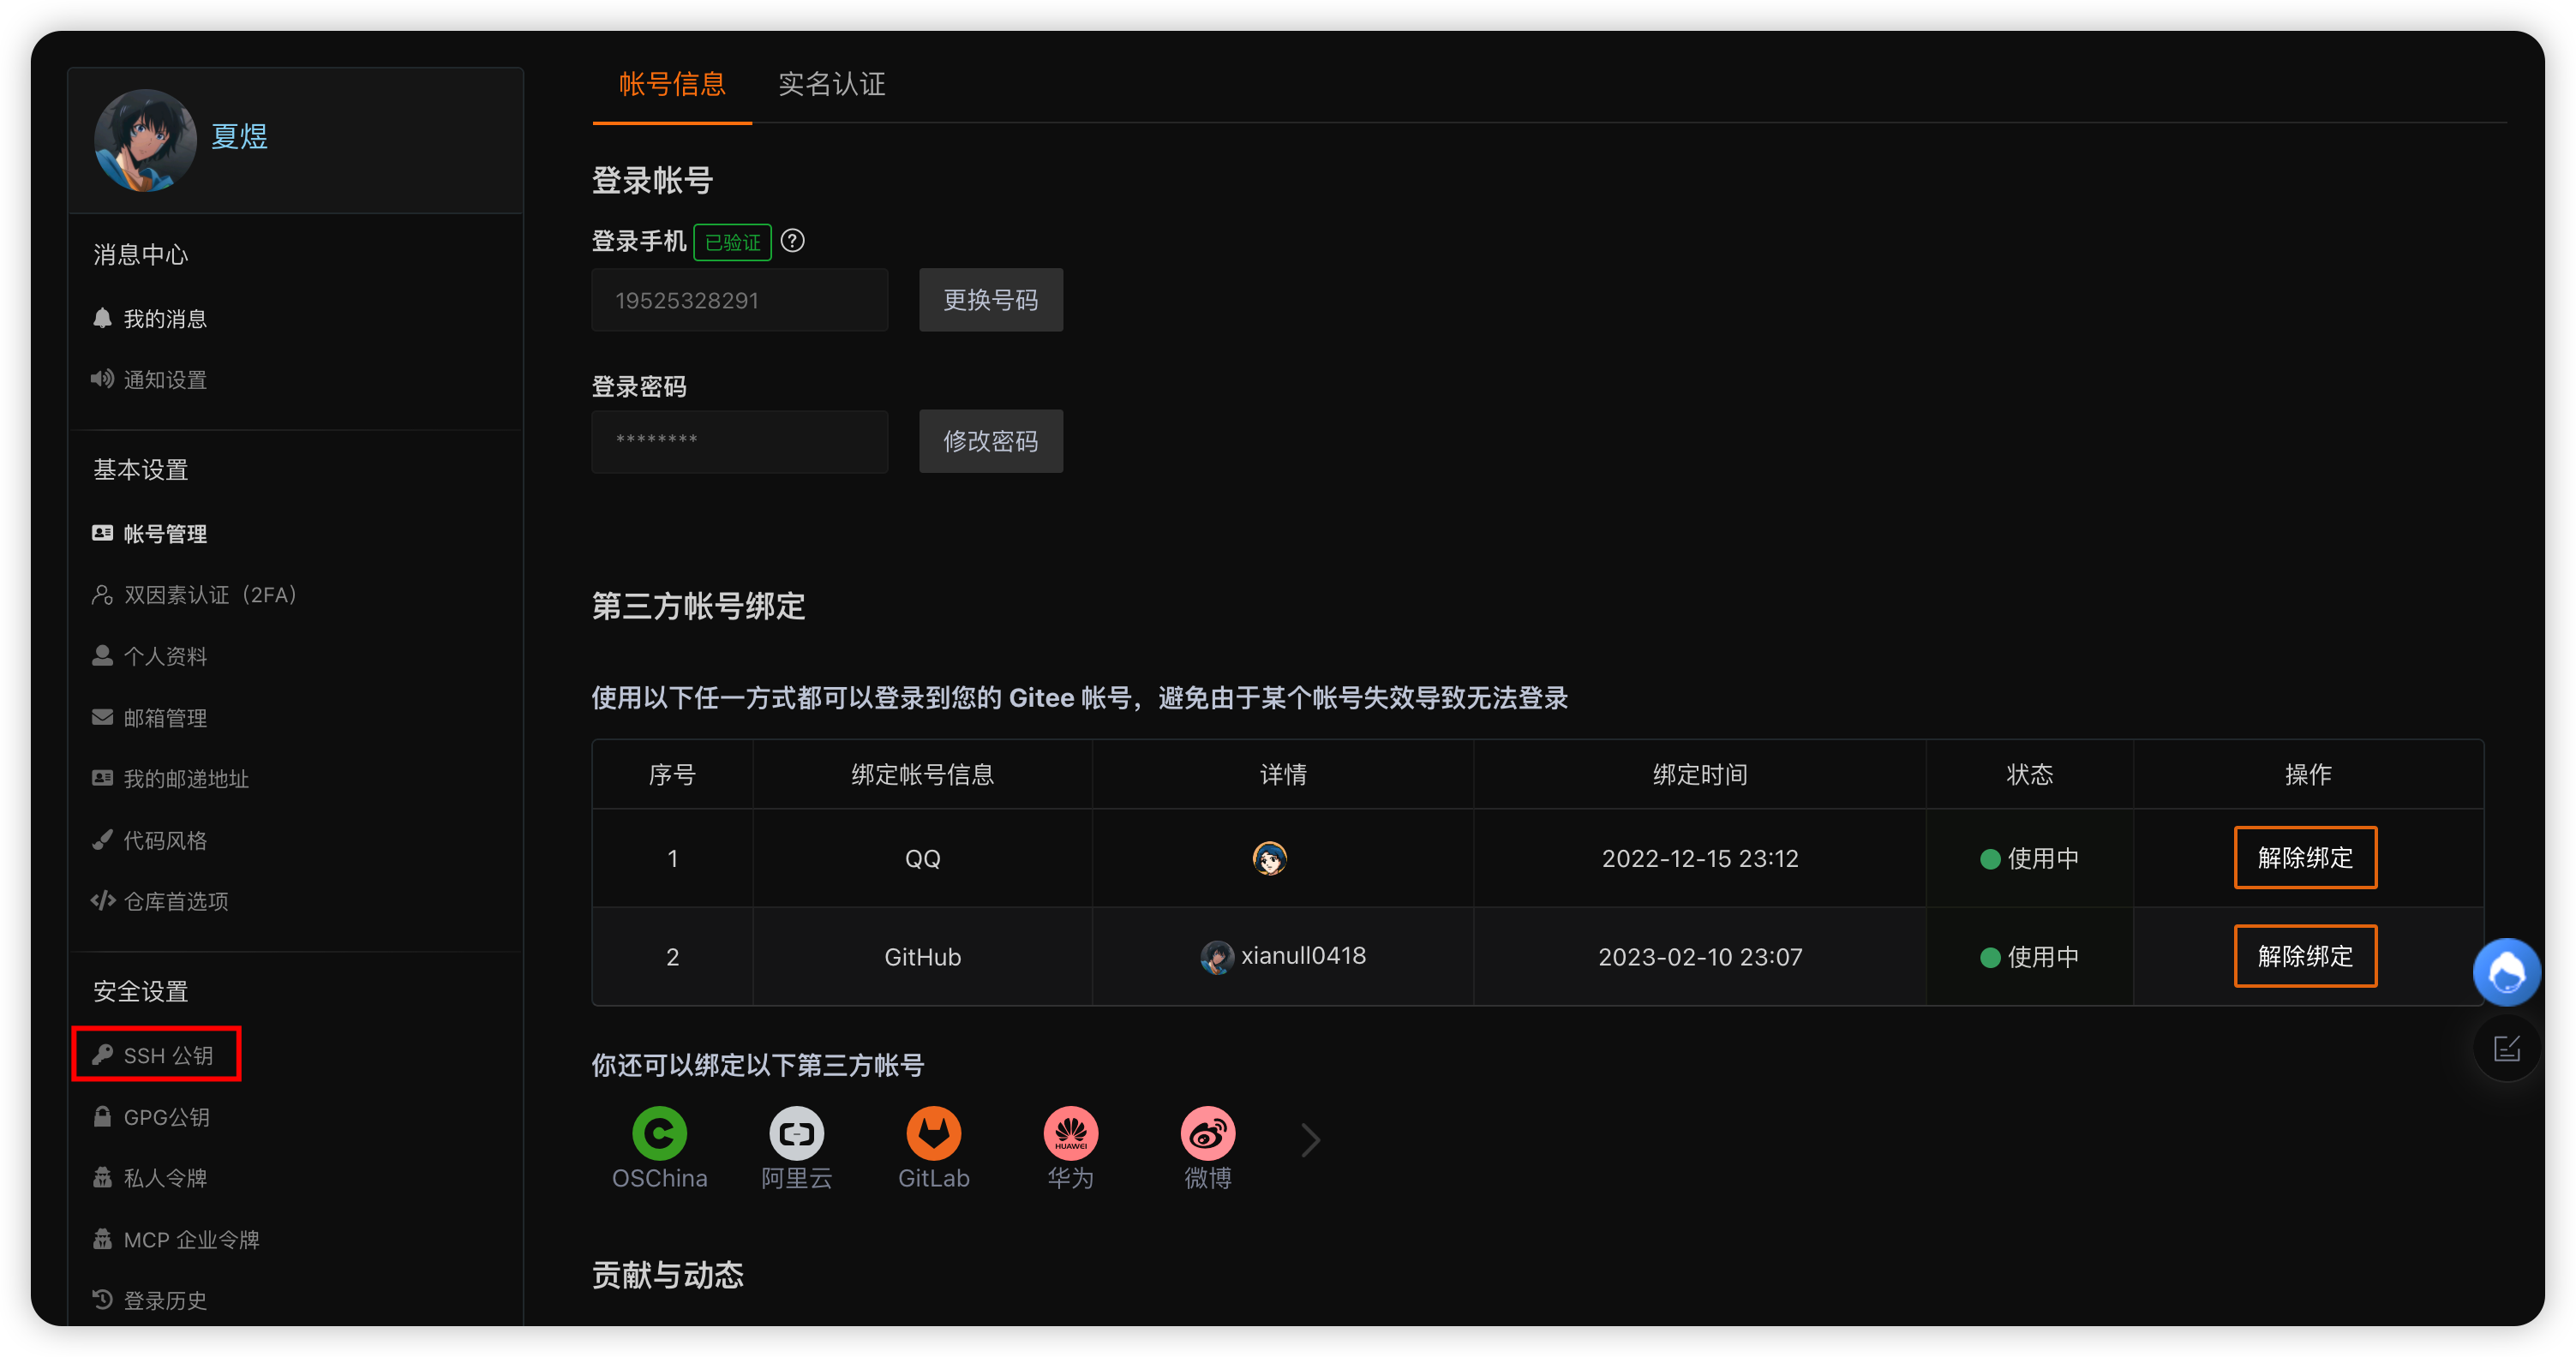 夏煜
消息中心
我的消息
通知设置
基本设置
帐号管理
双因素认证（2FA）
个人资料
邮箱管理
我的邮递地址
代码风格
仓库首选项
安全设置
SSH 公钥
GPG公钥
私人令牌
MCP 企业令牌
登录历史
帐号信息 实名认证
登录帐号
登录手机 已验证 ?
19525328291 更换号码
登录密码
******** 修改密码
第三方帐号绑定
使用以下任一方式都可以登录到您的 Gitee 帐号，避免由于某个帐号失效导致无法登录
序号 绑定帐号信息 详情 绑定时间 状态 操作
1 QQ 2022-12-15 23:12 使用中 解除绑定
2 GitHub xianull0418 2023-02-10 23:07 使用中 解除绑定
你还可以绑定以下第三方帐号
HUAWEI
OSChina 阿里云 GitLab 华为 微博
贡献与动态